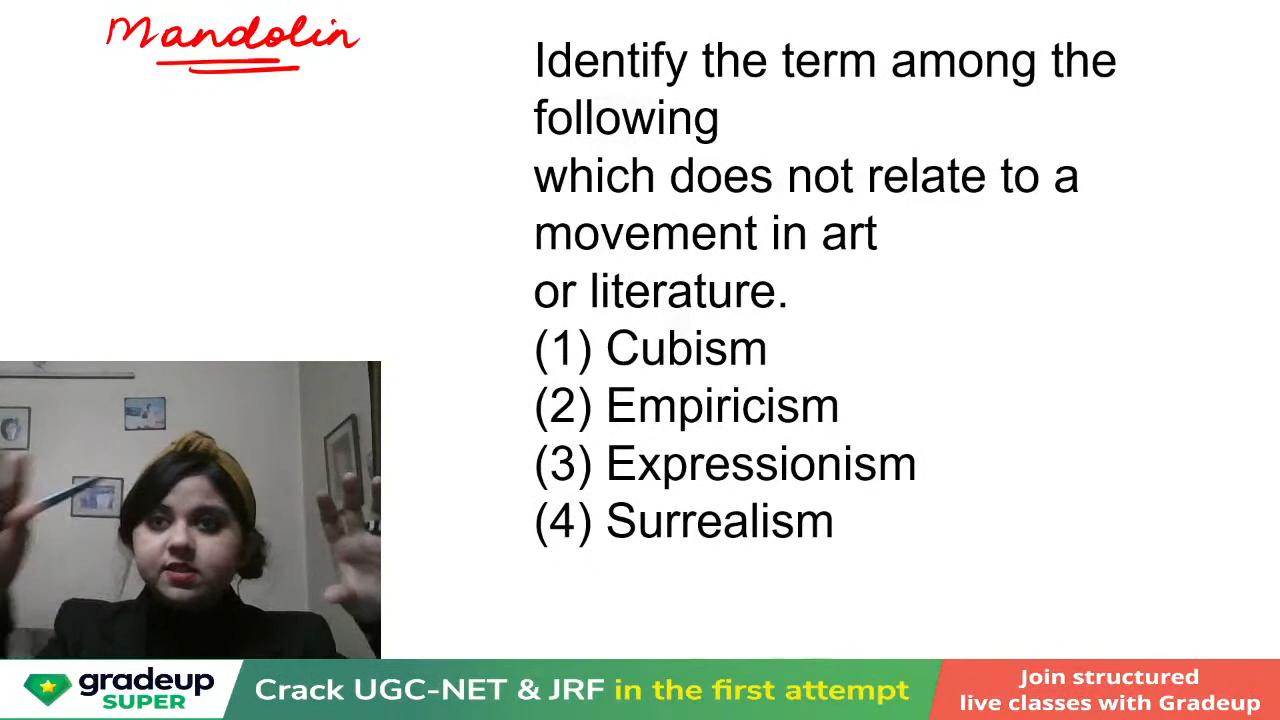 Mandolin
Identify the term among the
following
which does not relate to a
movement in art
or literature.
(1) Cubism
(2) Empiricism
(3) Expressionism
(4) Surrealism
gradeup
SUPER
Crack UGC-NET & JRF in the first attempt
Join structured
live classes with Gradeup